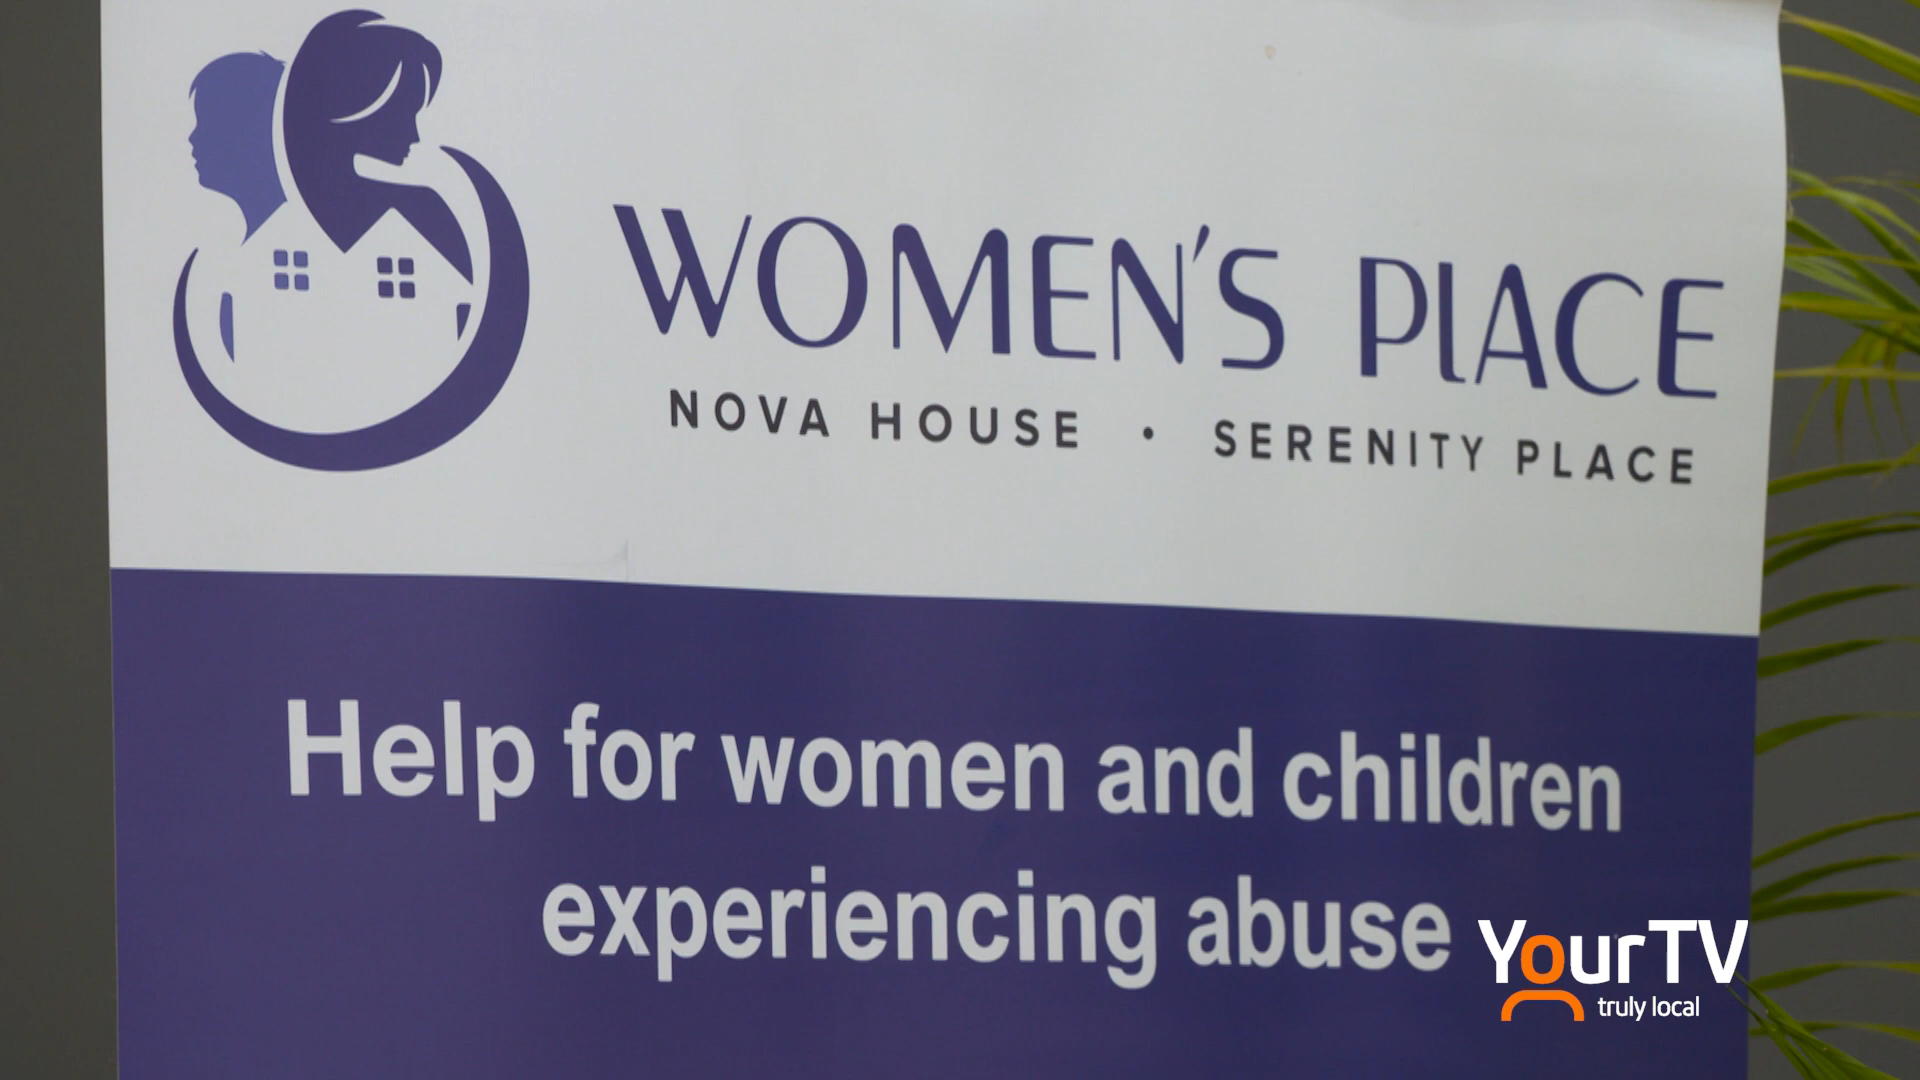 WOMEN'S PLACE
NOVA HOUSE • SERENITY PLACE
Help for women and children
experiencing abuse
YourTV
truly local